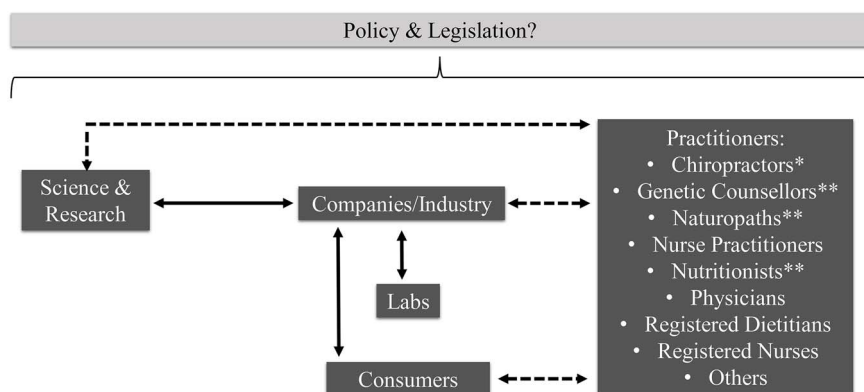 Policy & Legislation?
Science &
Research
Companies/Industry
Labs
Consumers
Practitioners:
• Chiropractors*
• Genetic Counsellors**
• Naturopaths**
• Nurse Practitioners
• Nutritionists**
• Physicians
• Registered Dietitians
• Registered Nurses
• Others